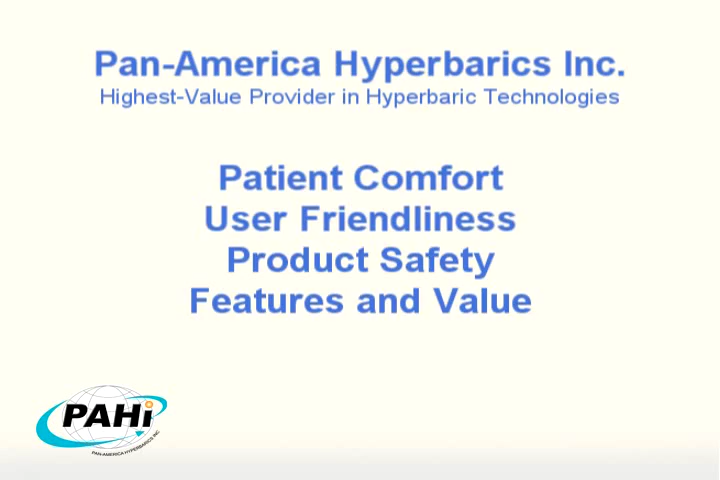 Pan-America Hyperbarics Inc.
Highest-Value Provider in Hyperbaric Technologies
Patient Comfort
User Friendliness
Product Safety
Features and Value
PAHi
PAN-AMERICA HYPERBARICS INC